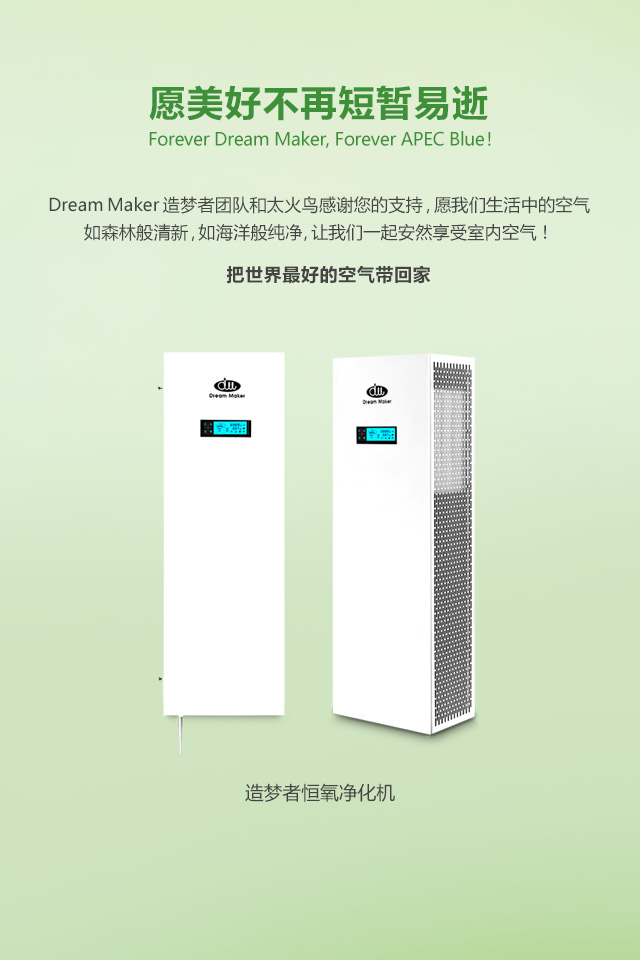 愿美好不再短暂易逝
Forever Dream Maker, Forever APEC Blue!
Dream Maker 造梦者团队和太火鸟感谢您的支持,愿我们生活中的空气
如森林般清新,如海洋般纯净,让我们一起安然享受室内空气!
把世界最好的空气带回家
Dream Maker
Dream Maker
造梦者恒氧净化机